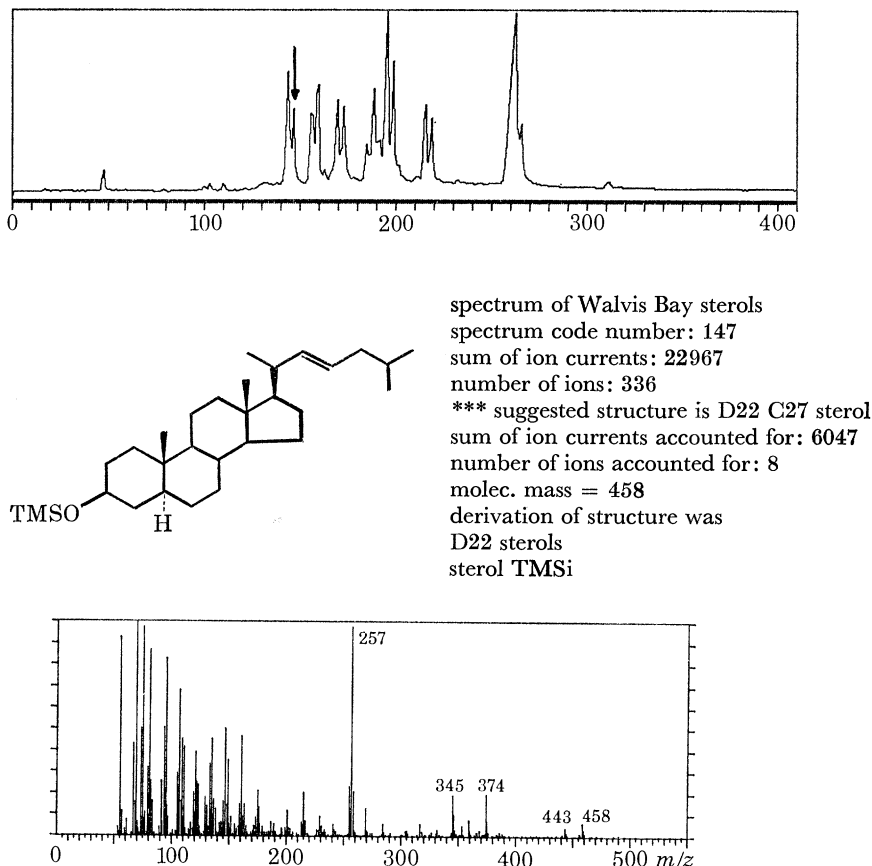 0 100 200 300 400
spectrum of Walvis Bay sterols
spectrum code number: 147
sum of ion currents: 22967
number of ions: 336
*** suggested structure is D22 C27 sterol
sum of ion currents accounted for: 6047
number of ions accounted for: 8
molec. mass = 458
derivation of structure was
D22 sterols
sterol TMSi
TMSO
H
257
345 374
443 458
0 100 200 300 400 500 m/z